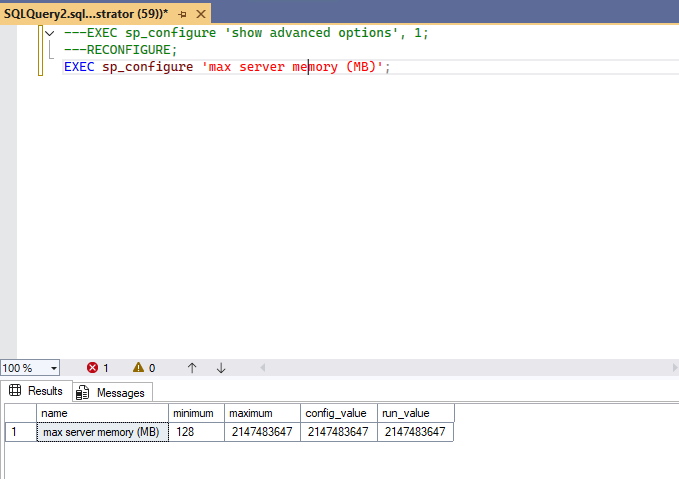 SQLQuery2.sql...strator (59))*
---EXEC sp_configure 'show advanced options', 1;
---RECONFIGURE;
EXEC sp_configure 'max server memory (MB)';
100 %
1
0
Results
Messages
name minimum maximum config_value run_value
1 max server memory (MB) 128 2147483647 2147483647 2147483647